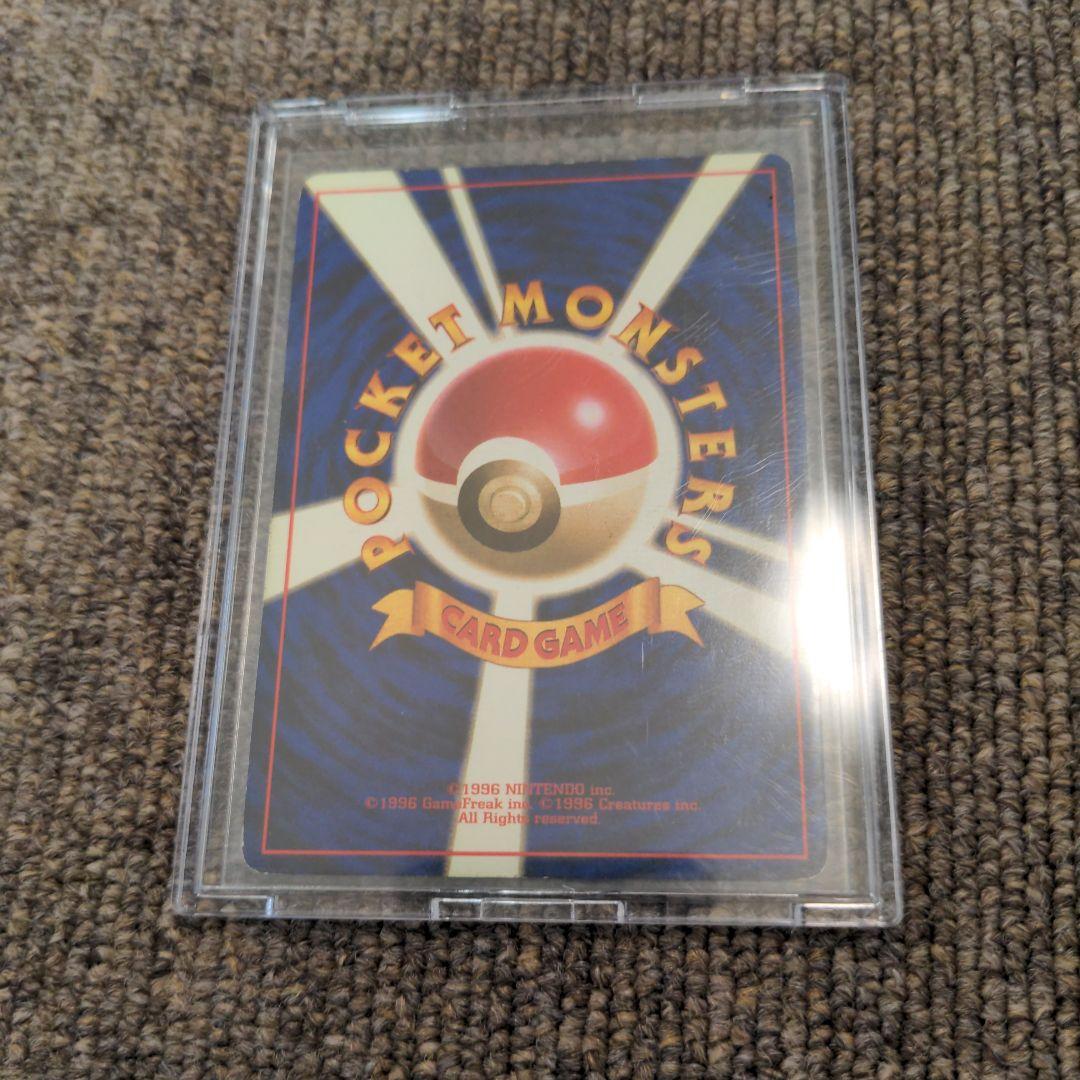 POCKET MONSTERS
CARD GAME
©1996 NINTENDO inc.
©1996 GameFreak inc. ©1996 Creatures inc.
All Rights reserved.